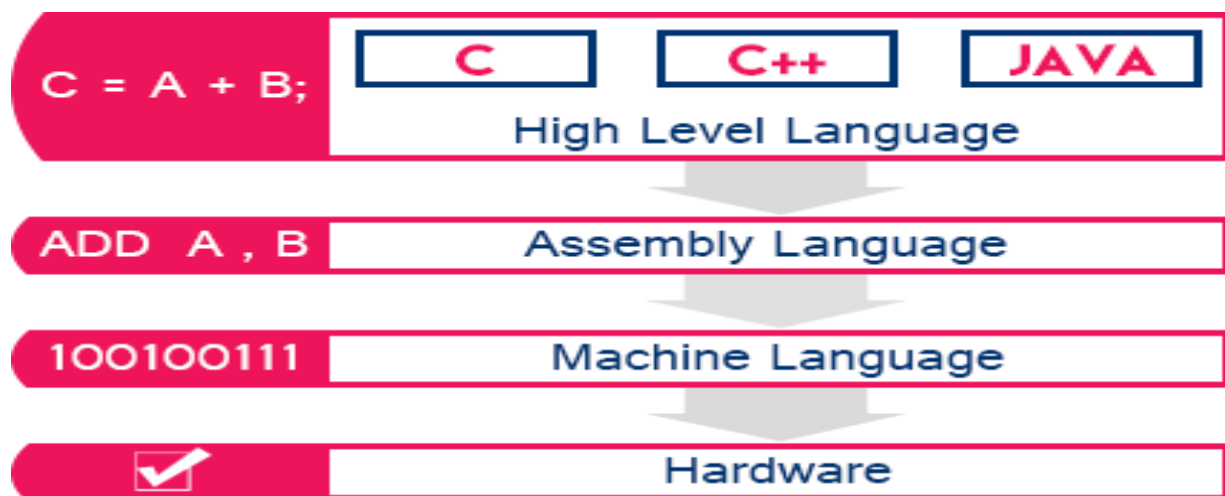 C = A + B;
C C++ JAVA
High Level Language
ADD A , B
Assembly Language
100100111
Machine Language
Hardware